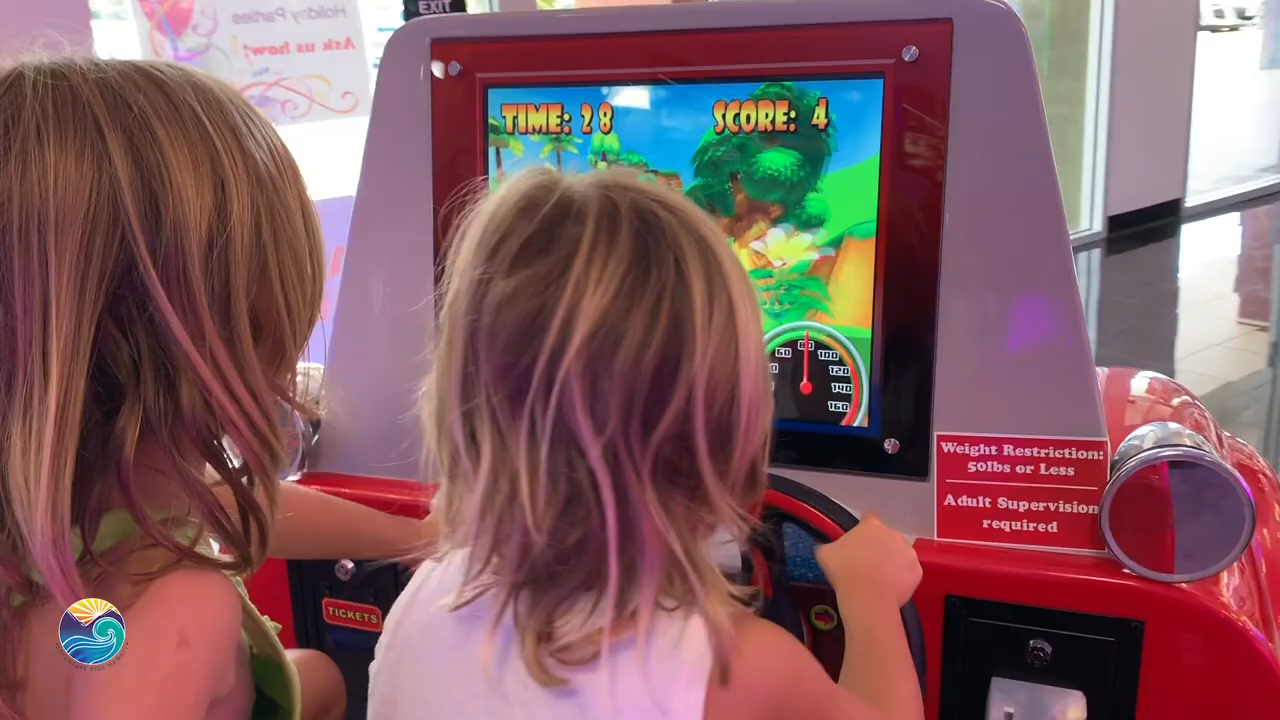 EXIT
Holiday Parties
Ask us how!
TIME: 28
SCORE: 4
60 80 100
120
140
160
Weight Restriction:
50lbs or Less
Adult Supervision
required
TICKETS